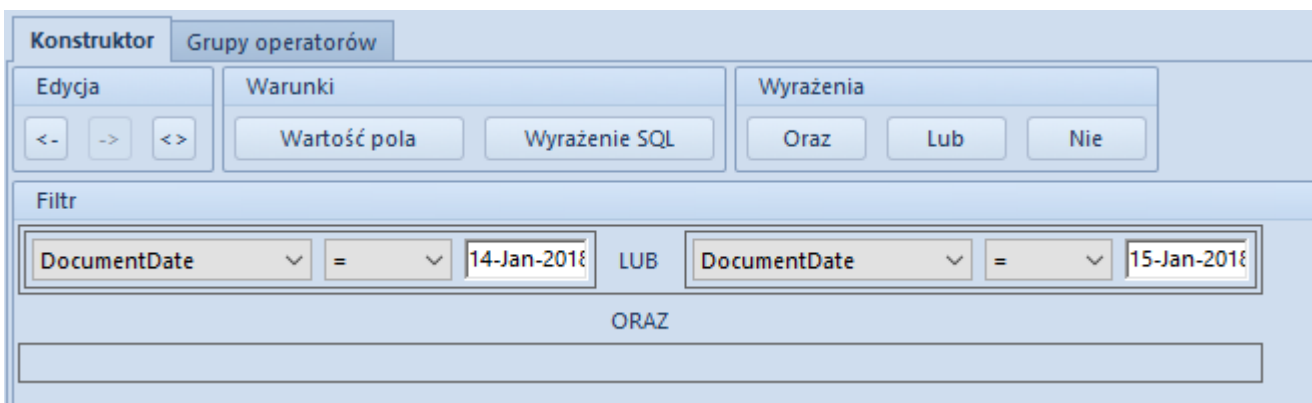 Konstruktor Grupy operatorów
Edycja Warunki Wyrażenia
<- -> <> Wartość pola Wyrażenie SQL Oraz Lub Nie
Filtr
DocumentDate = 14-Jan-2018 LUB DocumentDate = 15-Jan-2018
ORAZ